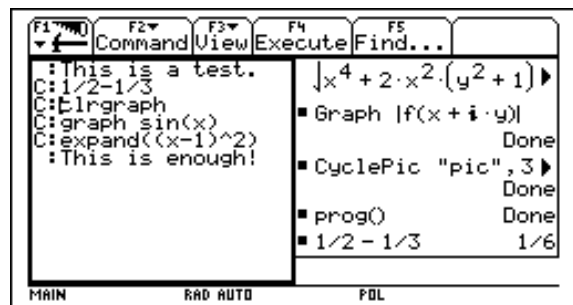 F1 F2 F3 F4 F5
Command View Execute Find...
:This is a test.
C:1/2-1/3
C:Clrgraph
C:graph sin(x)
C:expand((x-1)^2)
:This is enough!
√x⁴ + 2·x²·(y² + 1)▶
▪ Graph |f(x + i·y)|
Done
▪ CyclePic "pic",3▶
Done
▪ prog() Done
▪ 1/2 - 1/3 1/6
MAIN RAD AUTO POL